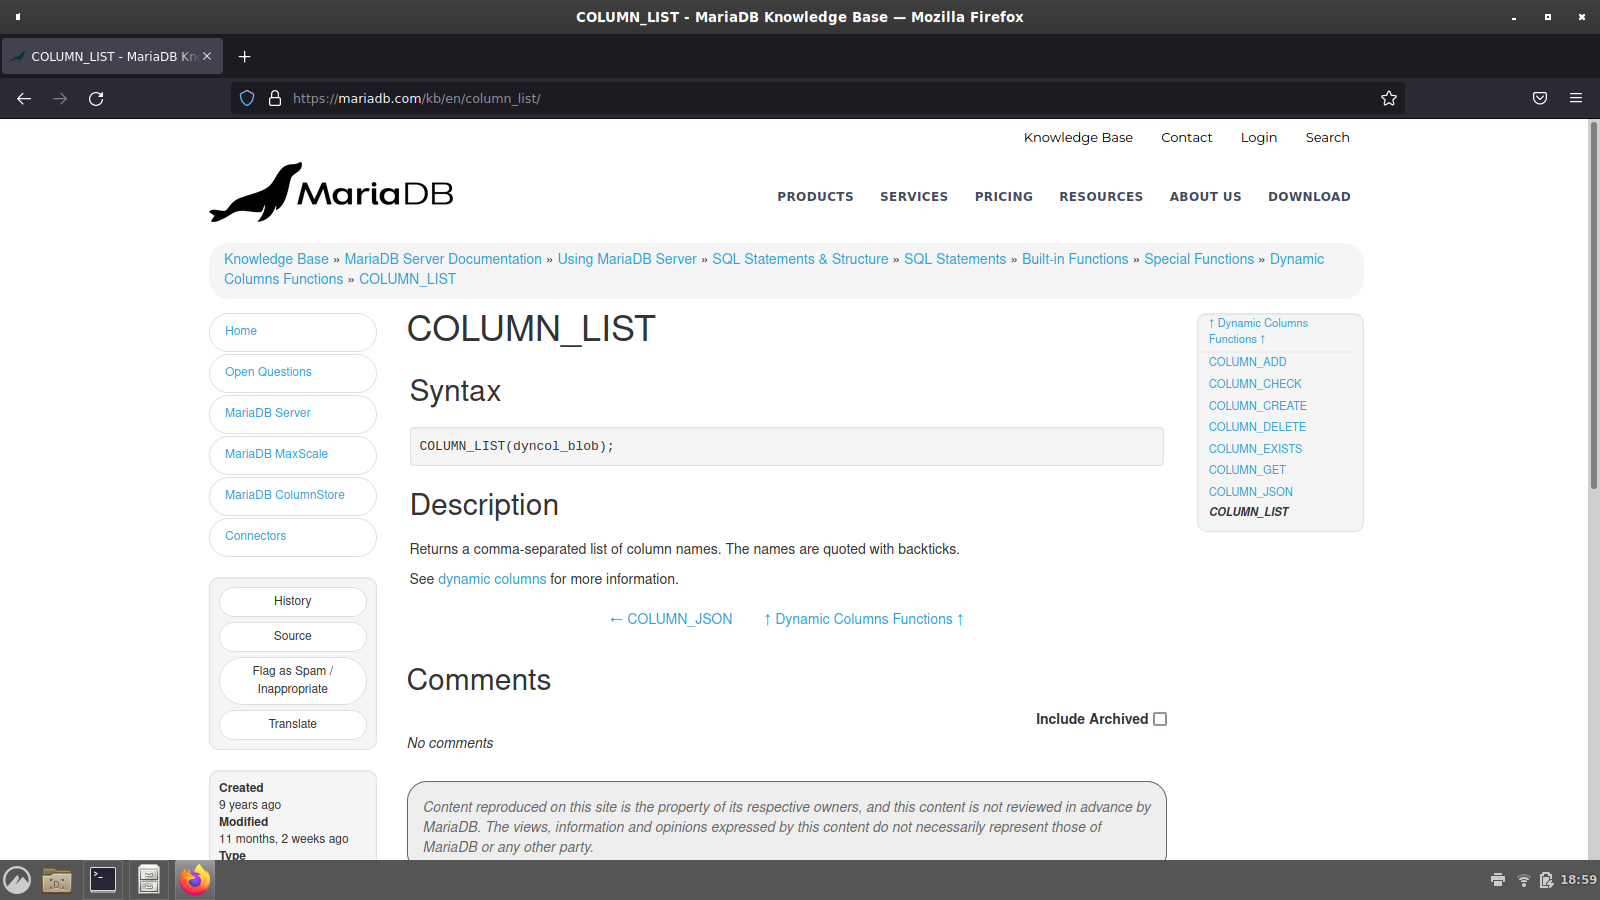 COLUMN_LIST - MariaDB Knowledge Base — Mozilla Firefox
COLUMN_LIST - MariaDB Kn
https://mariadb.com/kb/en/column_list/
Knowledge Base Contact Login Search
MariaDB
PRODUCTS SERVICES PRICING RESOURCES ABOUT US DOWNLOAD
Knowledge Base » MariaDB Server Documentation » Using MariaDB Server » SQL Statements & Structure » SQL Statements » Built-in Functions » Special Functions » Dynamic
Columns Functions » COLUMN_LIST
Home
Open Questions
MariaDB Server
MariaDB MaxScale
MariaDB ColumnStore
Connectors
History
Source
Flag as Spam /
Inappropriate
Translate
Created
9 years ago
Modified
11 months, 2 weeks ago
Type
COLUMN_LIST
Syntax
COLUMN_LIST(dyncol_blob);
Description
Returns a comma-separated list of column names. The names are quoted with backticks.
See dynamic columns for more information.
← COLUMN_JSON ↑ Dynamic Columns Functions ↑
Comments
Include Archived
No comments
Content reproduced on this site is the property of its respective owners, and this content is not reviewed in advance by
MariaDB. The views, information and opinions expressed by this content do not necessarily represent those of
MariaDB or any other party.
↑ Dynamic Columns
Functions ↑
COLUMN_ADD
COLUMN_CHECK
COLUMN_CREATE
COLUMN_DELETE
COLUMN_EXISTS
COLUMN_GET
COLUMN_JSON
COLUMN_LIST
18:59